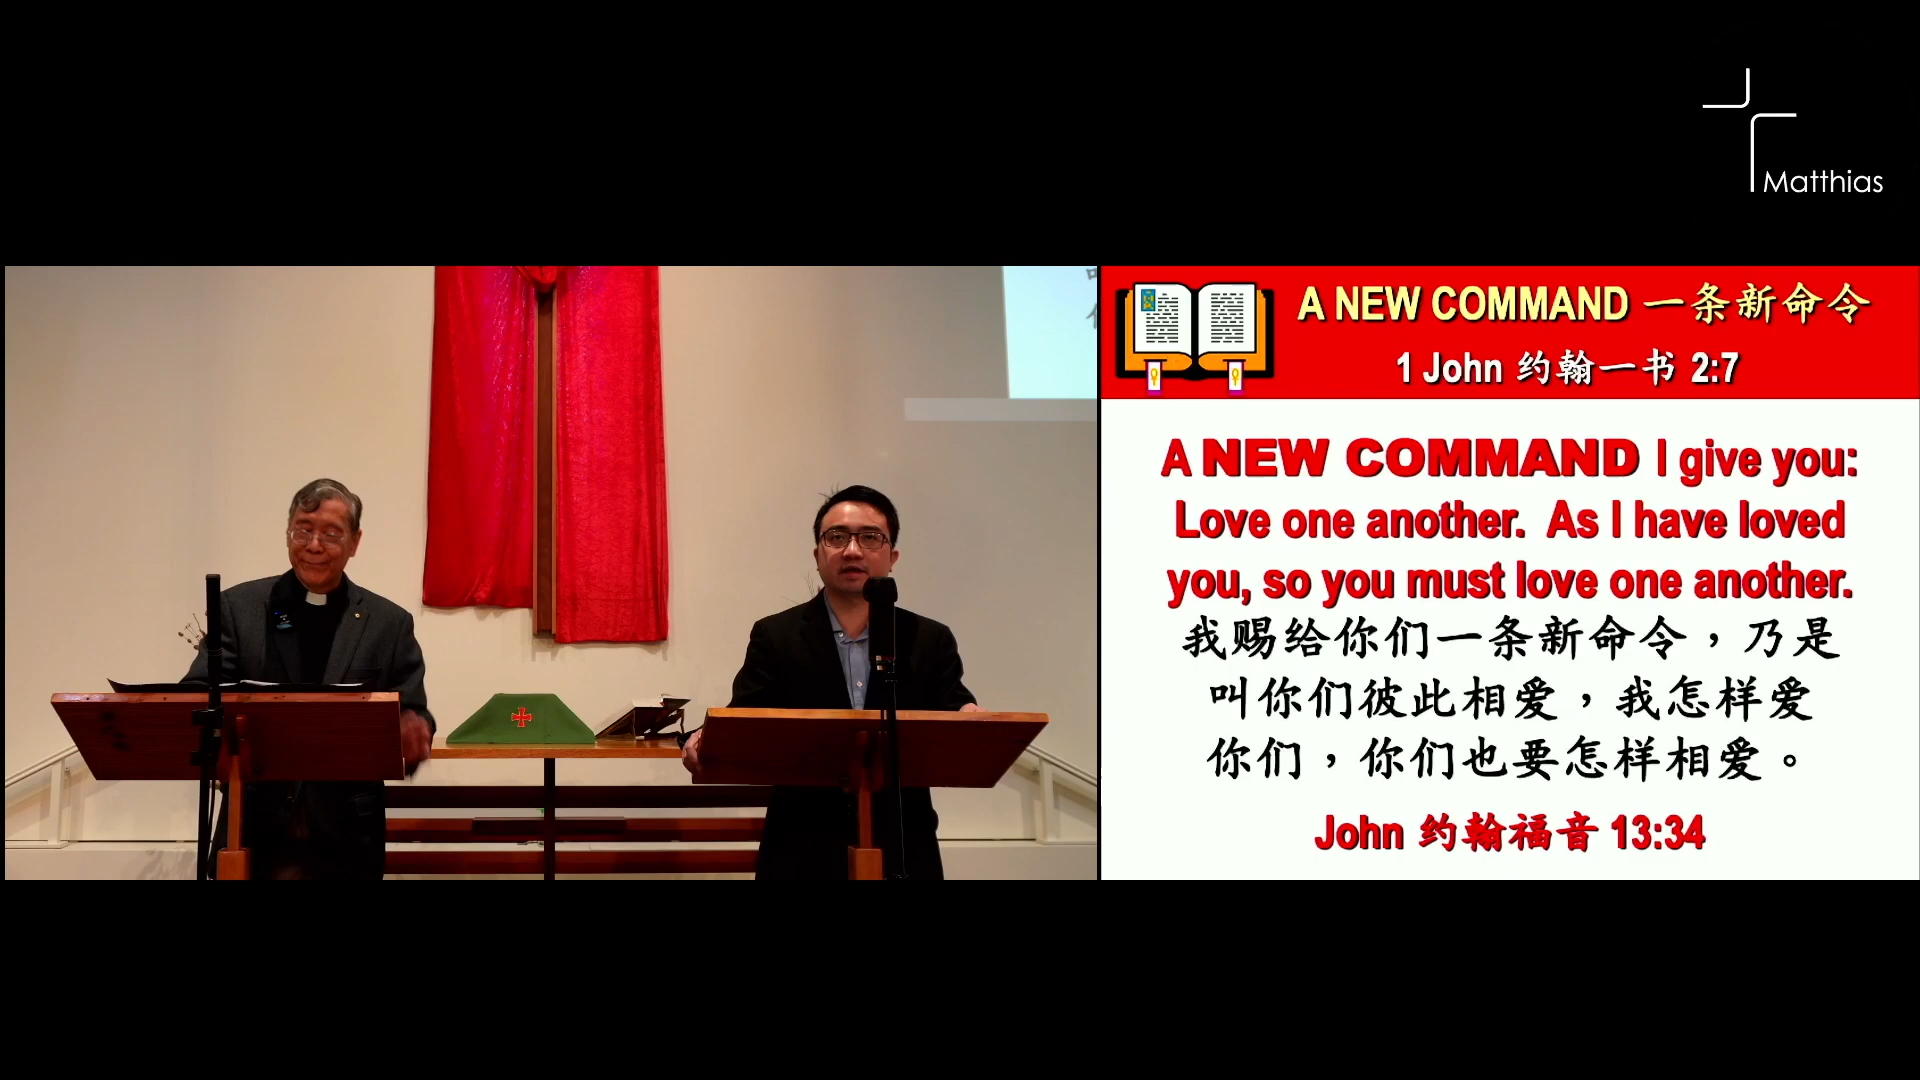 Matthias
A NEW COMMAND 一条新命令
1 John 约翰一书 2:7
A NEW COMMAND I give you:
Love one another. As I have loved
you, so you must love one another.
我赐给你们一条新命令，乃是
叫你们彼此相爱，我怎样爱
你们，你们也要怎样相爱。
John 约翰福音 13:34